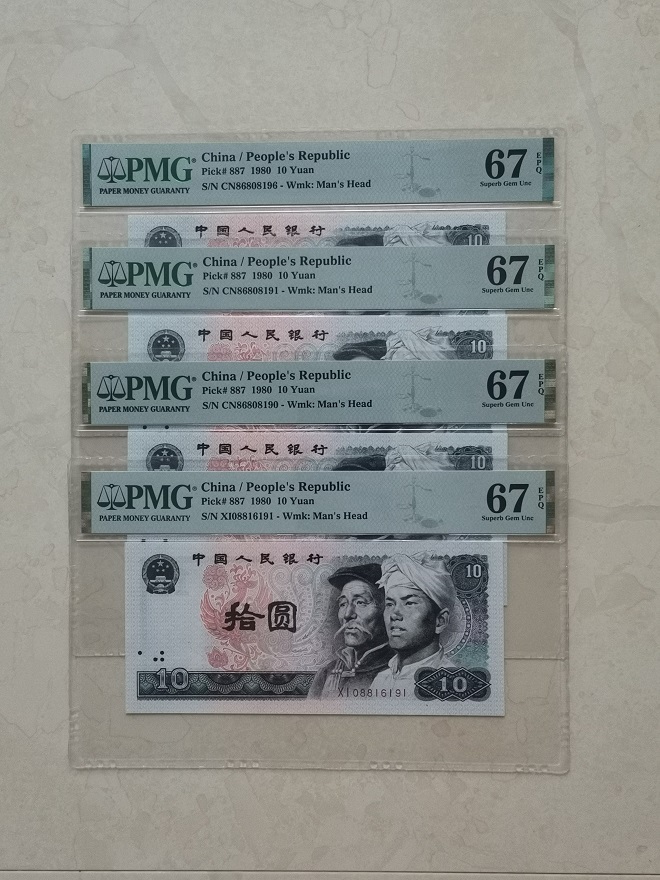 PMG
PAPER MONEY GUARANTY
China / People's Republic
Pick# 887 1980 10 Yuan
S/N CN86808196 - Wmk: Man's Head
67 EPQ
Superb Gem Unc
中国人民银行
10
PMG
PAPER MONEY GUARANTY
China / People's Republic
Pick# 887 1980 10 Yuan
S/N CN86808191 - Wmk: Man's Head
67 EPQ
Superb Gem Unc
中国人民银行
10
PMG
PAPER MONEY GUARANTY
China / People's Republic
Pick# 887 1980 10 Yuan
S/N CN86808190 - Wmk: Man's Head
67 EPQ
Superb Gem Unc
中国人民银行
10
PMG
PAPER MONEY GUARANTY
China / People's Republic
Pick# 887 1980 10 Yuan
S/N XI08816191 - Wmk: Man's Head
67 EPQ
Superb Gem Unc
中国人民银行
10
拾圆
10
XI08816191
10